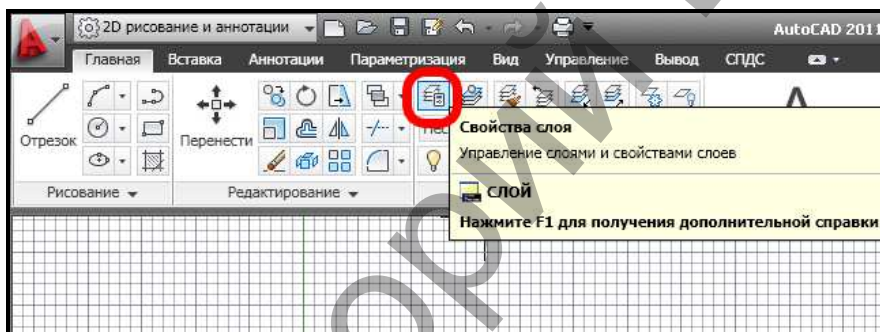 2D рисование и аннотации
AutoCAD 2011
Главная Вставка Аннотации Параметризация Вид Управление Вывод СПДС
Отрезок
Перенести
Свойства слоя
Управление слоями и свойствами слоев
СЛОЙ
Нажмите F1 для получения дополнительной справки
Рисование
Редактирование